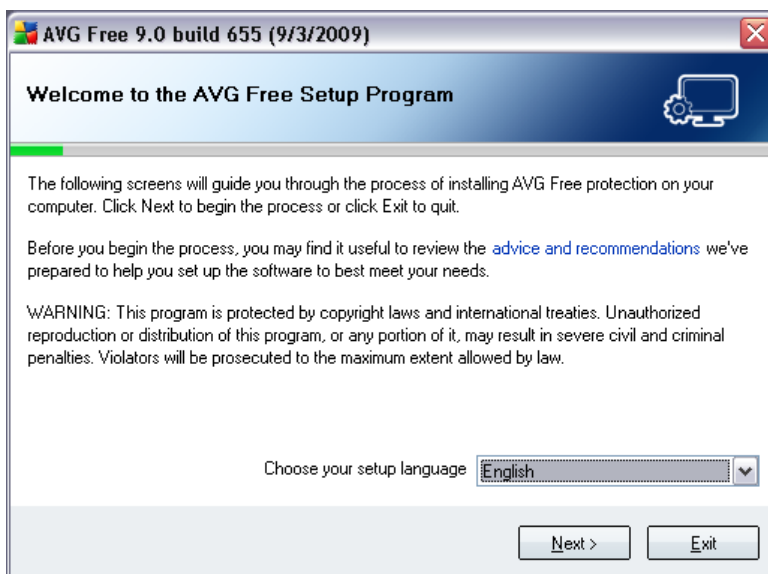 AVG Free 9.0 build 655 (9/3/2009)
Welcome to the AVG Free Setup Program
The following screens will guide you through the process of installing AVG Free protection on your
computer. Click Next to begin the process or click Exit to quit.
Before you begin the process, you may find it useful to review the advice and recommendations we've
prepared to help you set up the software to best meet your needs.
WARNING: This program is protected by copyright laws and international treaties. Unauthorized
reproduction or distribution of this program, or any portion of it, may result in severe civil and criminal
penalties. Violators will be prosecuted to the maximum extent allowed by law.
Choose your setup language English
Next > Exit